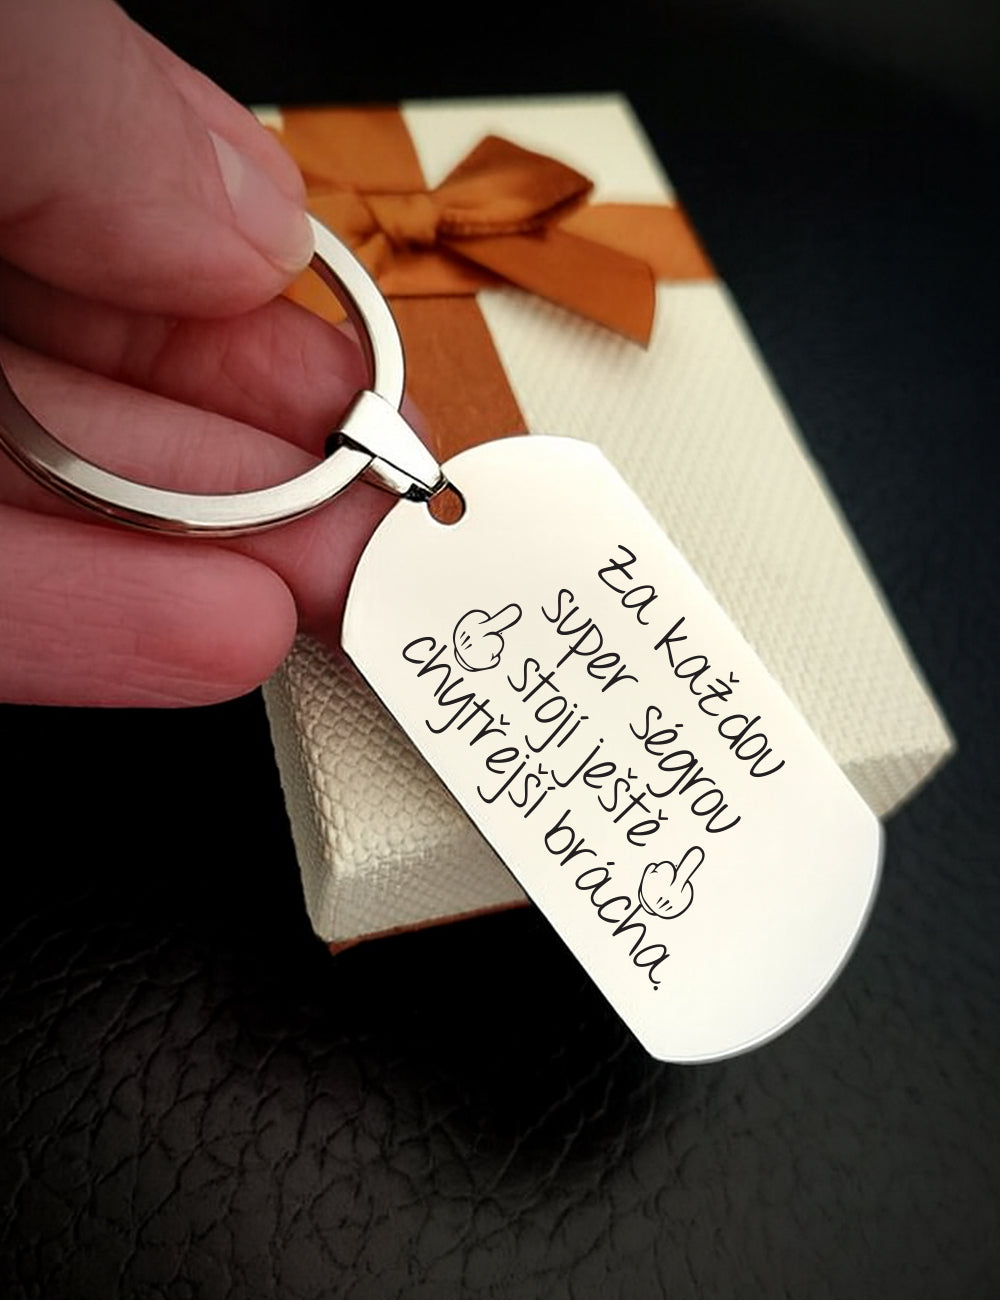 Za každou
super ségrou
stojí ještě
chytřejší brácha.